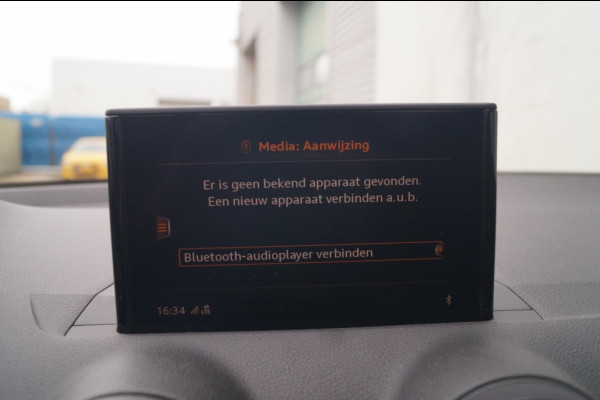 Media: Aanwijzing
Er is geen bekend apparaat gevonden.
Een nieuw apparaat verbinden a.u.b.
Bluetooth-audioplayer verbinden
16:34